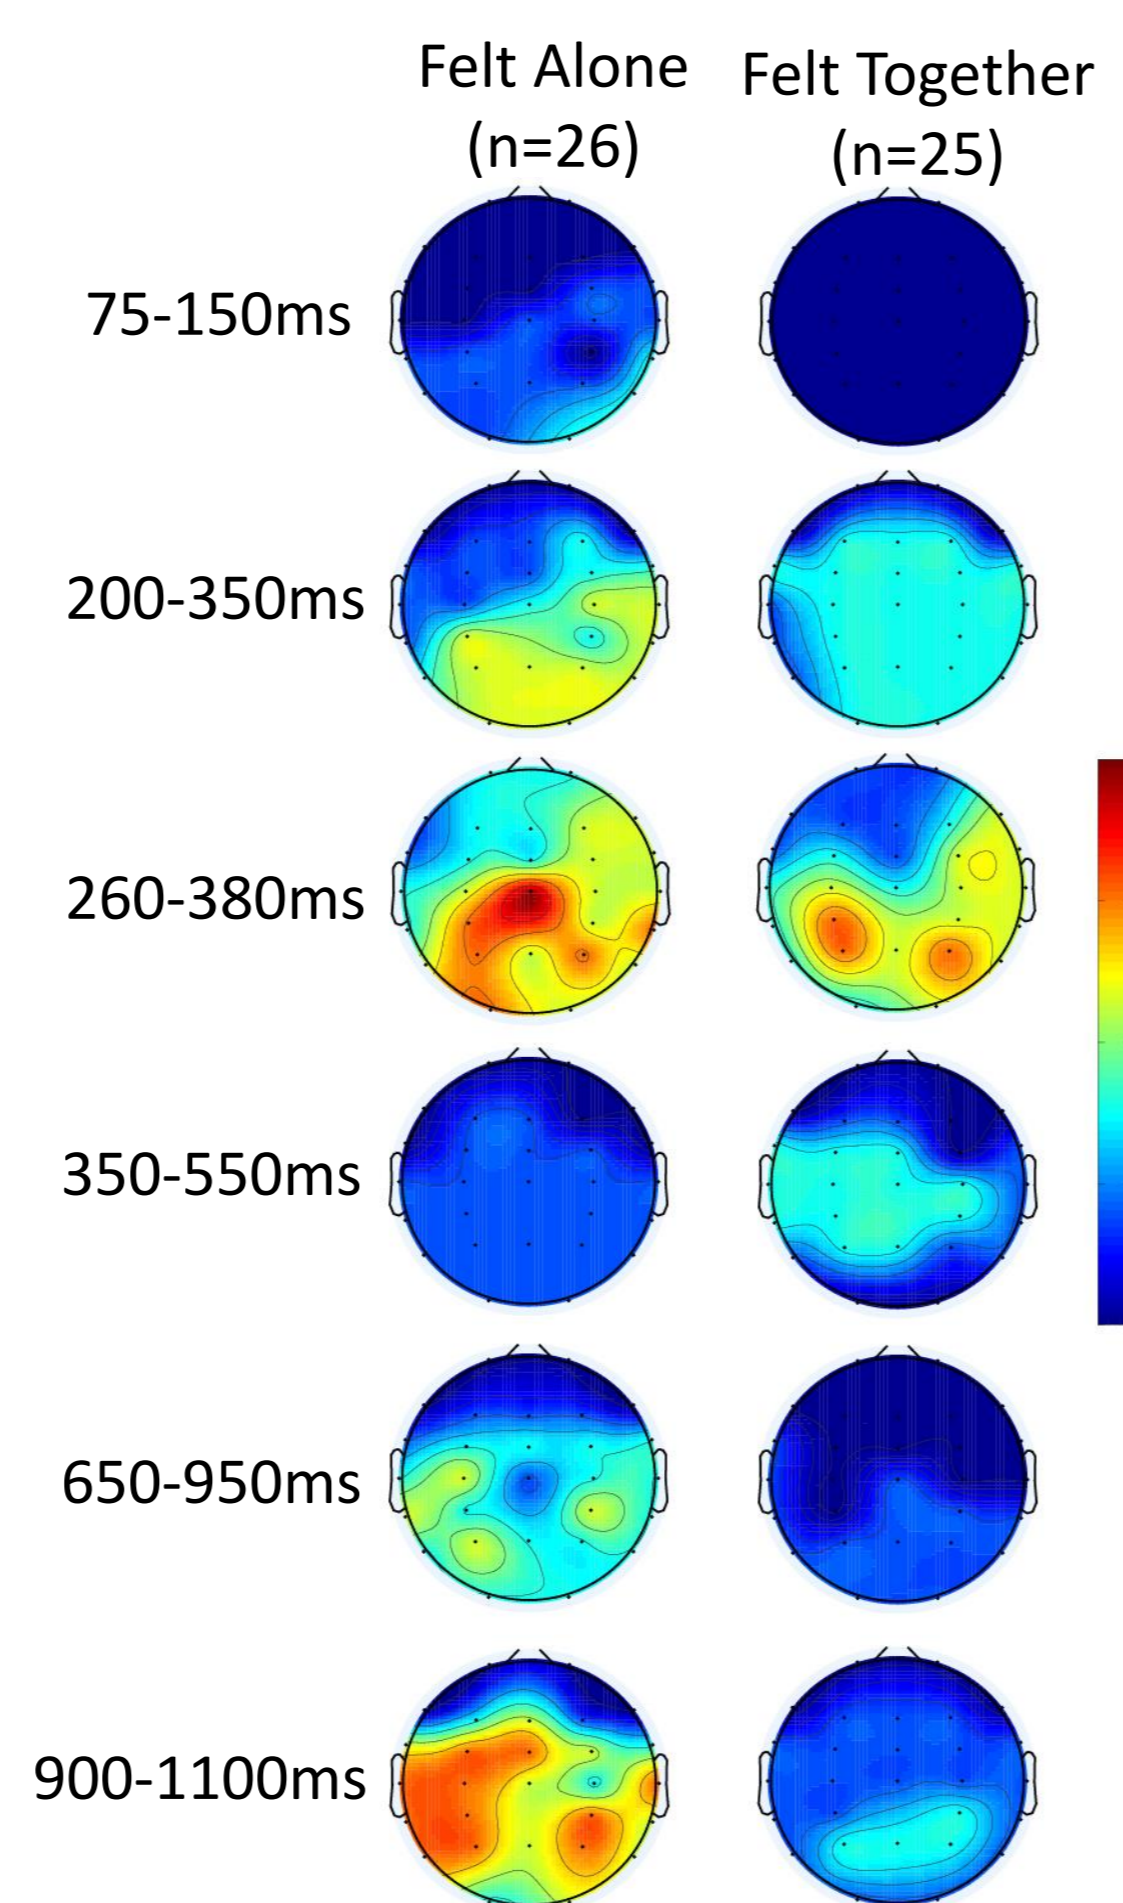 Felt Alone
(n=26)
Felt Together
(n=25)
75-150ms
200-350ms
260-380ms
350-550ms
650-950ms
900-1100ms